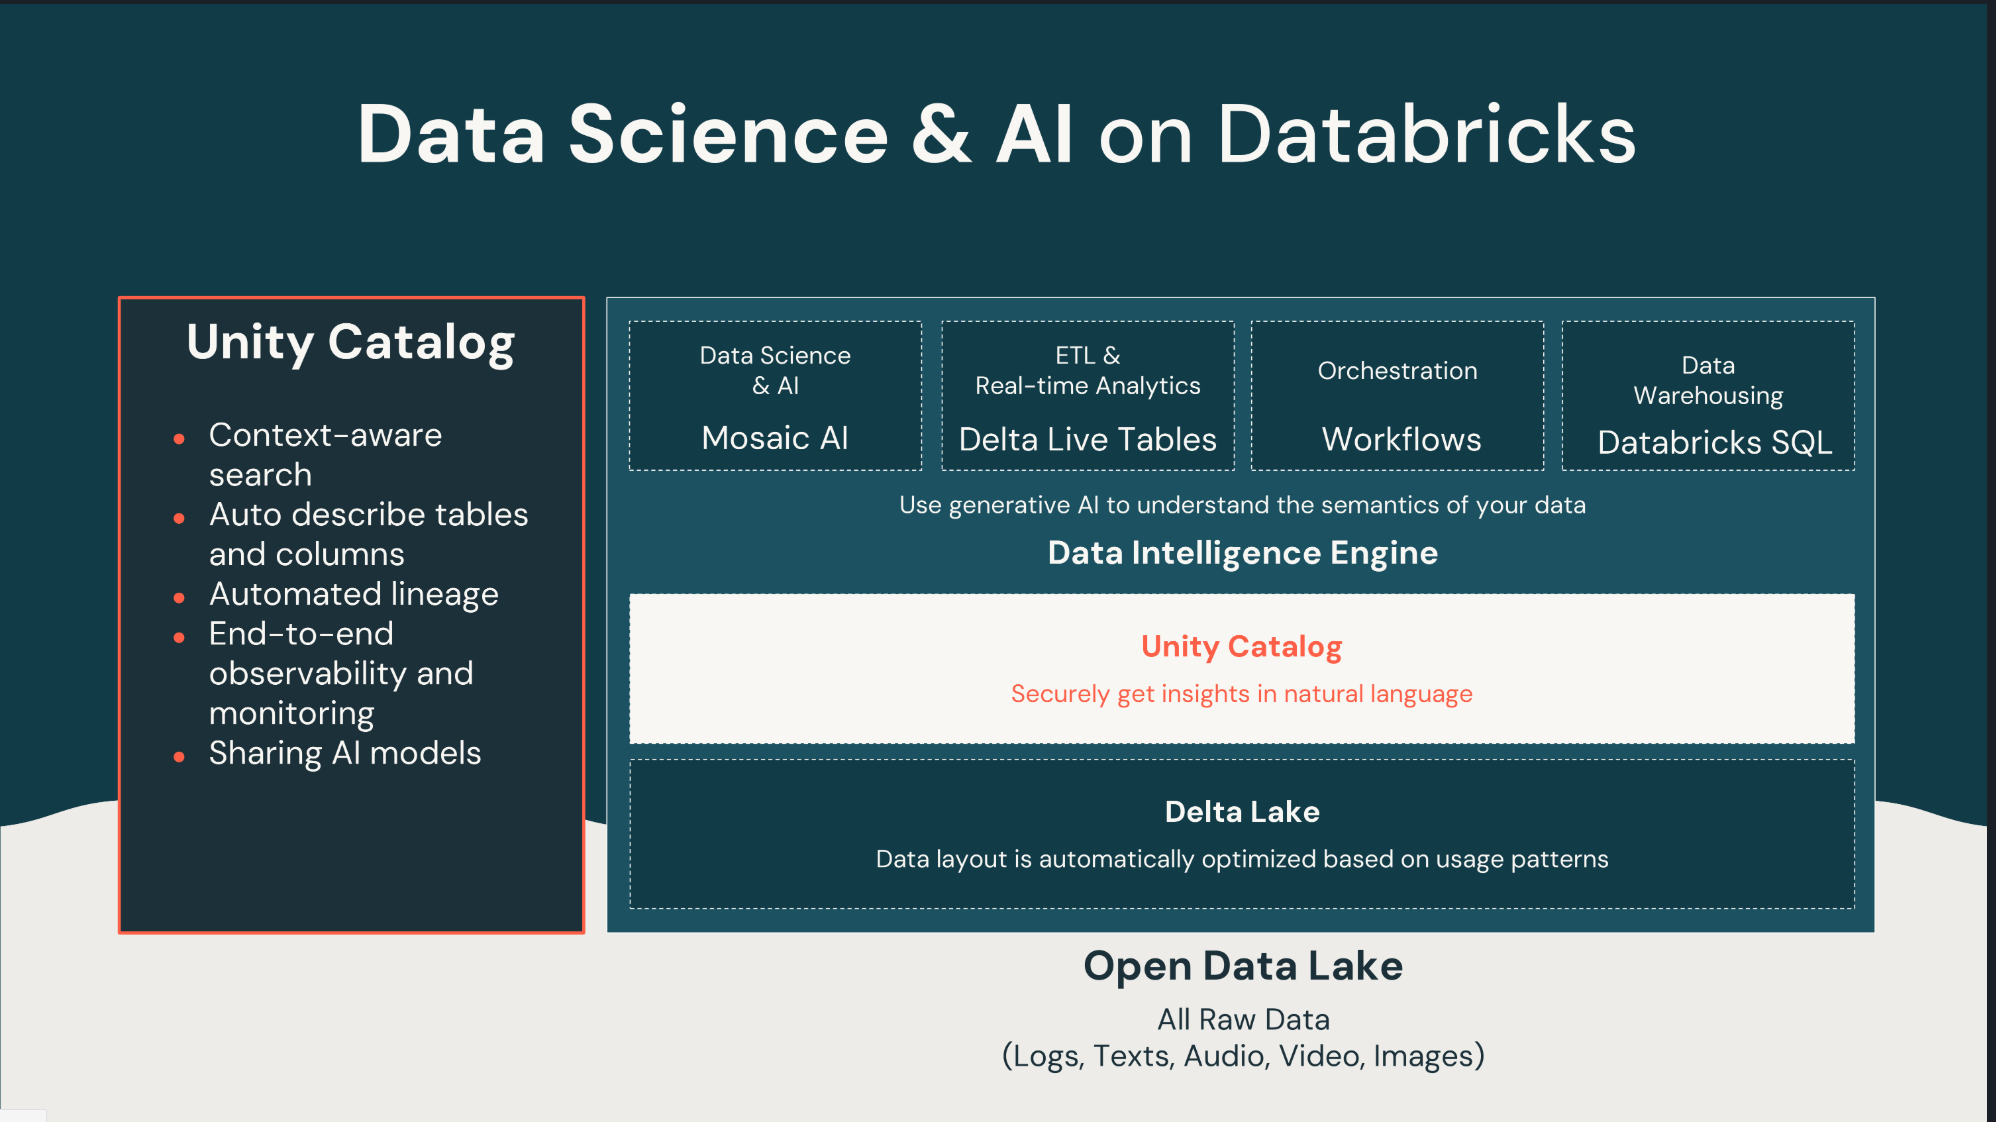 Data Science & AI on Databricks
Unity Catalog
Context-aware
search
Auto describe tables
and columns
Automated lineage
End-to-end
observability and
monitoring
Sharing AI models
Data Science
& AI
Mosaic AI
ETL &
Real-time Analytics
Delta Live Tables
Orchestration
Workflows
Data
Warehousing
Databricks SQL
Use generative AI to understand the semantics of your data
Data Intelligence Engine
Unity Catalog
Securely get insights in natural language
Delta Lake
Data layout is automatically optimized based on usage patterns
Open Data Lake
All Raw Data
(Logs, Texts, Audio, Video, Images)